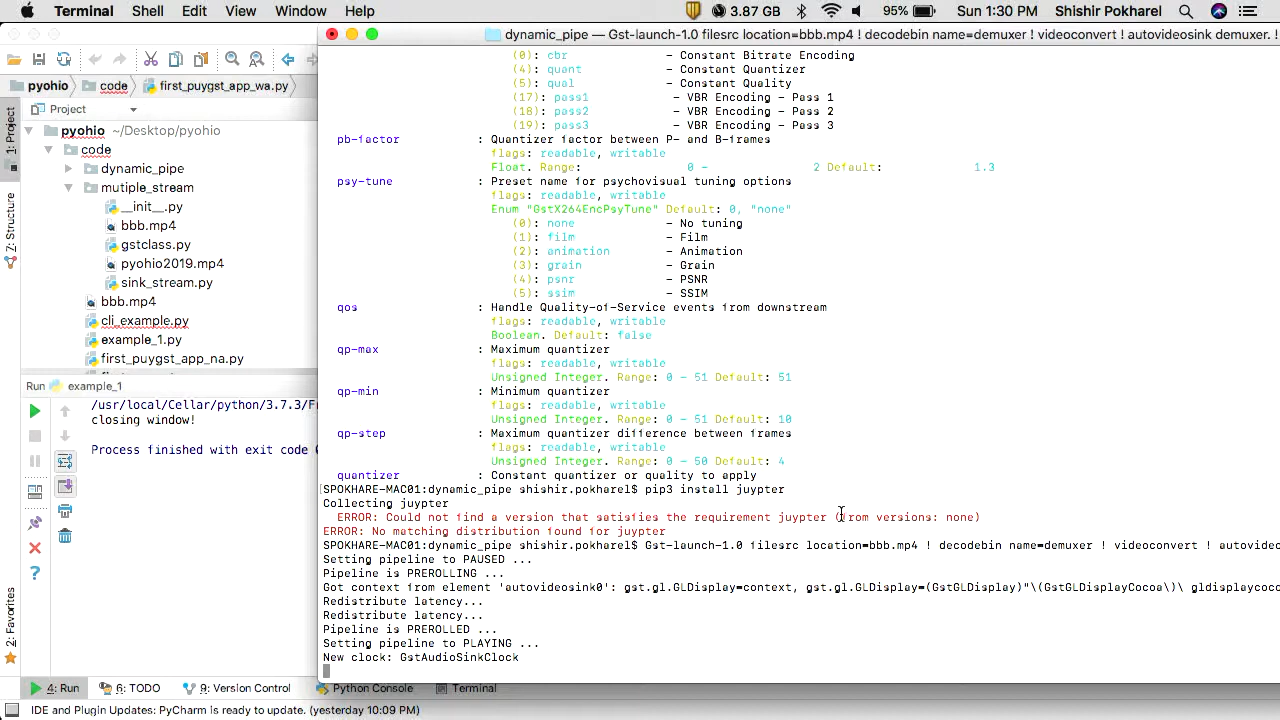 Terminal Shell Edit View Window Help 3.87 GB 95% Sun 1:30 PM Shishir Pokharel
dynamic_pipe — Gst-launch-1.0 filesrc location=bbb.mp4 ! decodebin name=demuxer ! videoconvert ! autovideosink demuxer. !
pyohio code first_puygst_app_wa.py
1: Project
Z: Structure
2: Favorites
Project
pyohio ~/Desktop/pyohio
code
dynamic_pipe
mutiple_stream
__init__.py
bbb.mp4
gstclass.py
pyohio2019.mp4
sink_stream.py
bbb.mp4
cli_example.py
example_1.py
first_puygst_app_na.py
Run example_1
/usr/local/Cellar/python/3.7.3/Fr
closing window!
Process finished with exit code 0
(0): cbr - Constant Bitrate Encoding
(4): quant - Constant Quantizer
(5): qual - Constant Quality
(17): pass1 - VBR Encoding - Pass 1
(18): pass2 - VBR Encoding - Pass 2
(19): pass3 - VBR Encoding - Pass 3
pb-factor : Quantizer factor between P- and B-frames
flags: readable, writable
Float. Range: 0 - 2 Default: 1.3
psy-tune : Preset name for psychovisual tuning options
flags: readable, writable
Enum "GstX264EncPsyTune" Default: 0, "none"
(0): none - No tuning
(1): film - Film
(2): animation - Animation
(3): grain - Grain
(4): psnr - PSNR
(5): ssim - SSIM
qos : Handle Quality-of-Service events from downstream
flags: readable, writable
Boolean. Default: false
qp-max : Maximum quantizer
flags: readable, writable
Unsigned Integer. Range: 0 - 51 Default: 51
qp-min : Minimum quantizer
flags: readable, writable
Unsigned Integer. Range: 0 - 51 Default: 10
qp-step : Maximum quantizer difference between frames
flags: readable, writable
Unsigned Integer. Range: 0 - 50 Default: 4
quantizer : Constant quantizer or quality to apply
[SPOKHARE-MAC01:dynamic_pipe shishir.pokharel$ pip3 install juypter
Collecting juypter
ERROR: Could not find a version that satisfies the requirement juypter (from versions: none)
ERROR: No matching distribution found for juypter
SPOKHARE-MAC01:dynamic_pipe shishir.pokharel$ Gst-launch-1.0 filesrc location=bbb.mp4 ! decodebin name=demuxer ! videoconvert ! autovideo
Setting pipeline to PAUSED ...
Pipeline is PREROLLING ...
Got context from element 'autovideosink0': gst.gl.GLDisplay=context, gst.gl.GLDisplay=(GstGLDisplay)"\(GstGLDisplayCocoa\)\ gldisplaycoco
Redistribute latency...
Redistribute latency...
Pipeline is PREROLLED ...
Setting pipeline to PLAYING ...
New clock: GstAudioSinkClock
4: Run 6: TODO 9: Version Control Python Console Terminal
IDE and Plugin Updates: PyCharm is ready to update. (yesterday 10:09 PM)